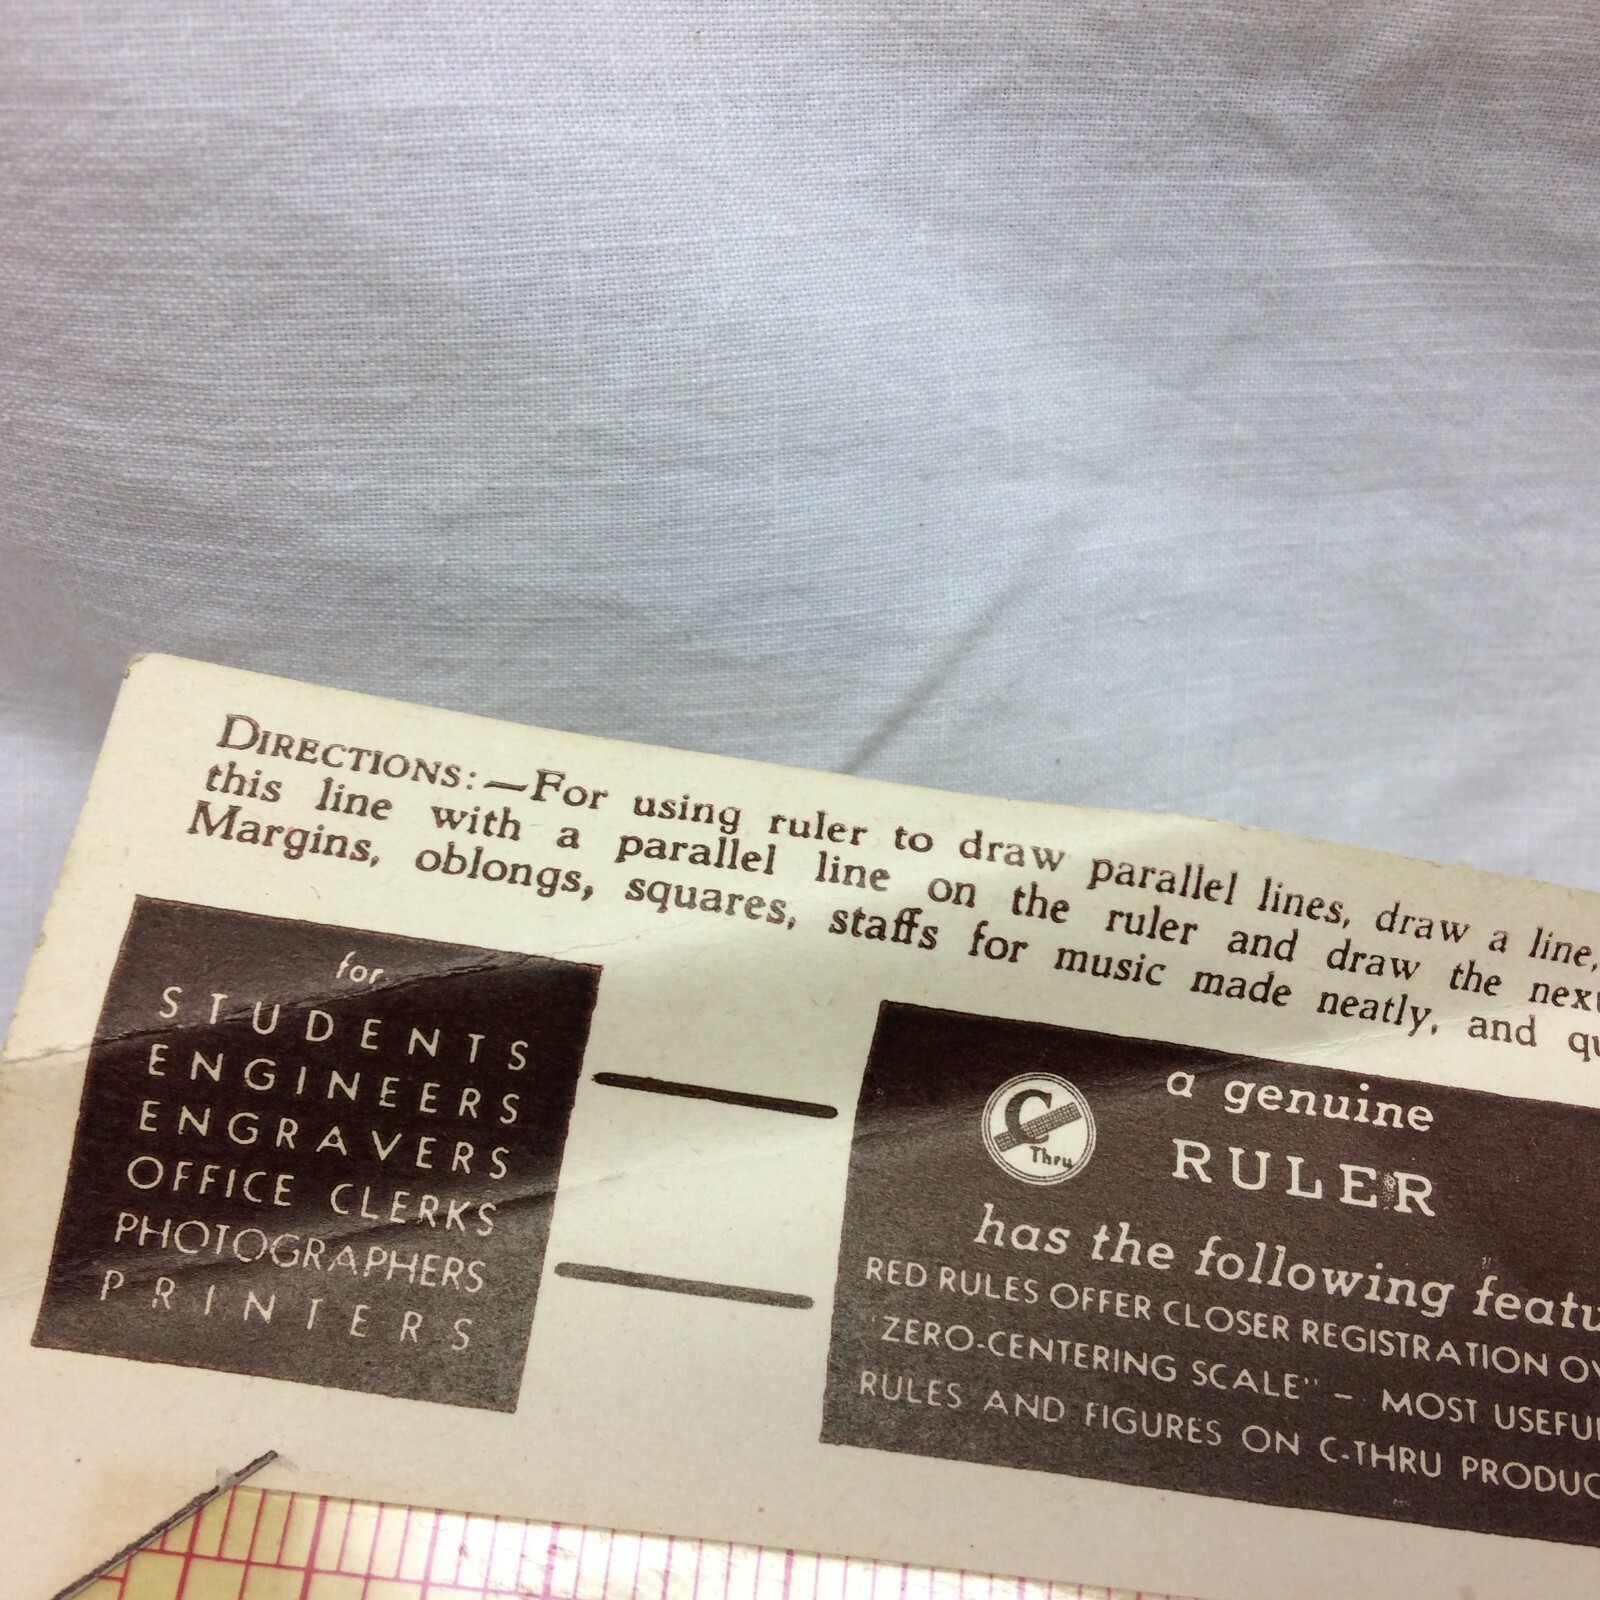 DIRECTIONS:—For using ruler to draw parallel lines, draw a line,
this line with a parallel line on the ruler and draw the next
Margins, oblongs, squares, staffs for music made neatly, and
for
STUDENTS
ENGINEERS
ENGRAVERS
OFFICE CLERKS
PHOTOGRAPHERS
PRINTERS
C
Thru
a genuine
RULER
has the following
RED RULES OFFER CLOSER REGISTRATION
"ZERO-CENTERING SCALE" — MOST
RULES AND FIGURES ON C-THRU